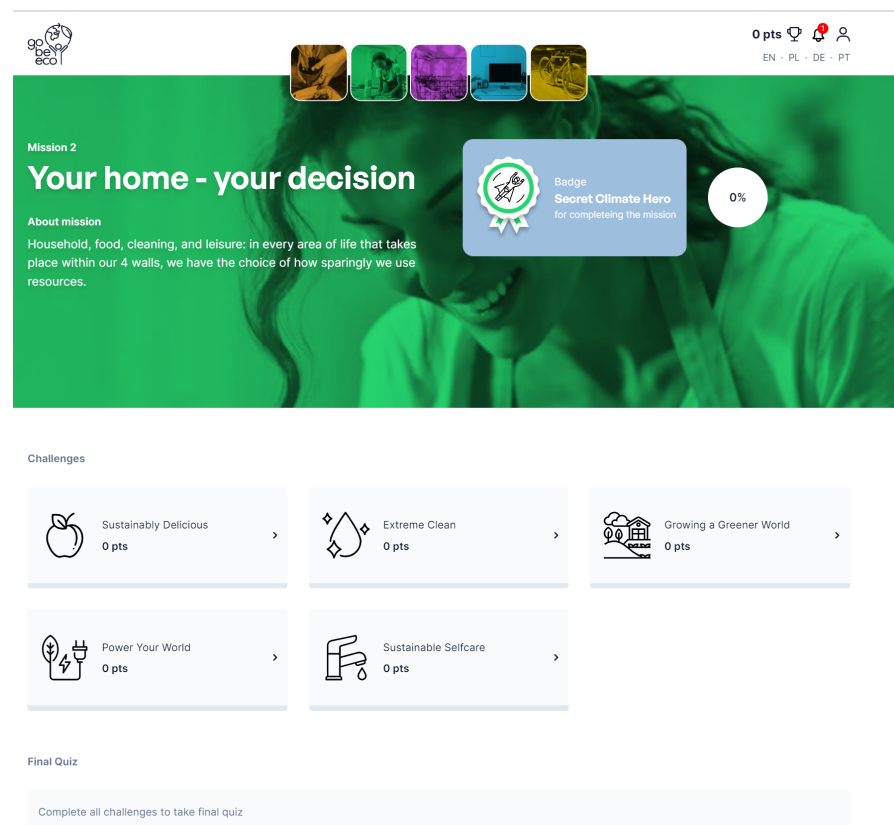 go
be
eco
0 pts
1
EN · PL · DE · PT
Mission 2
Your home - your decision
About mission
Household, food, cleaning, and leisure: in every area of life that takes
place within our 4 walls, we have the choice of how sparingly we use
resources.
Badge
Secret Climate Hero
for completeing the mission
0%
Challenges
Sustainably Delicious
0 pts
Extreme Clean
0 pts
Growing a Greener World
0 pts
Power Your World
0 pts
Sustainable Selfcare
0 pts
Final Quiz
Complete all challenges to take final quiz